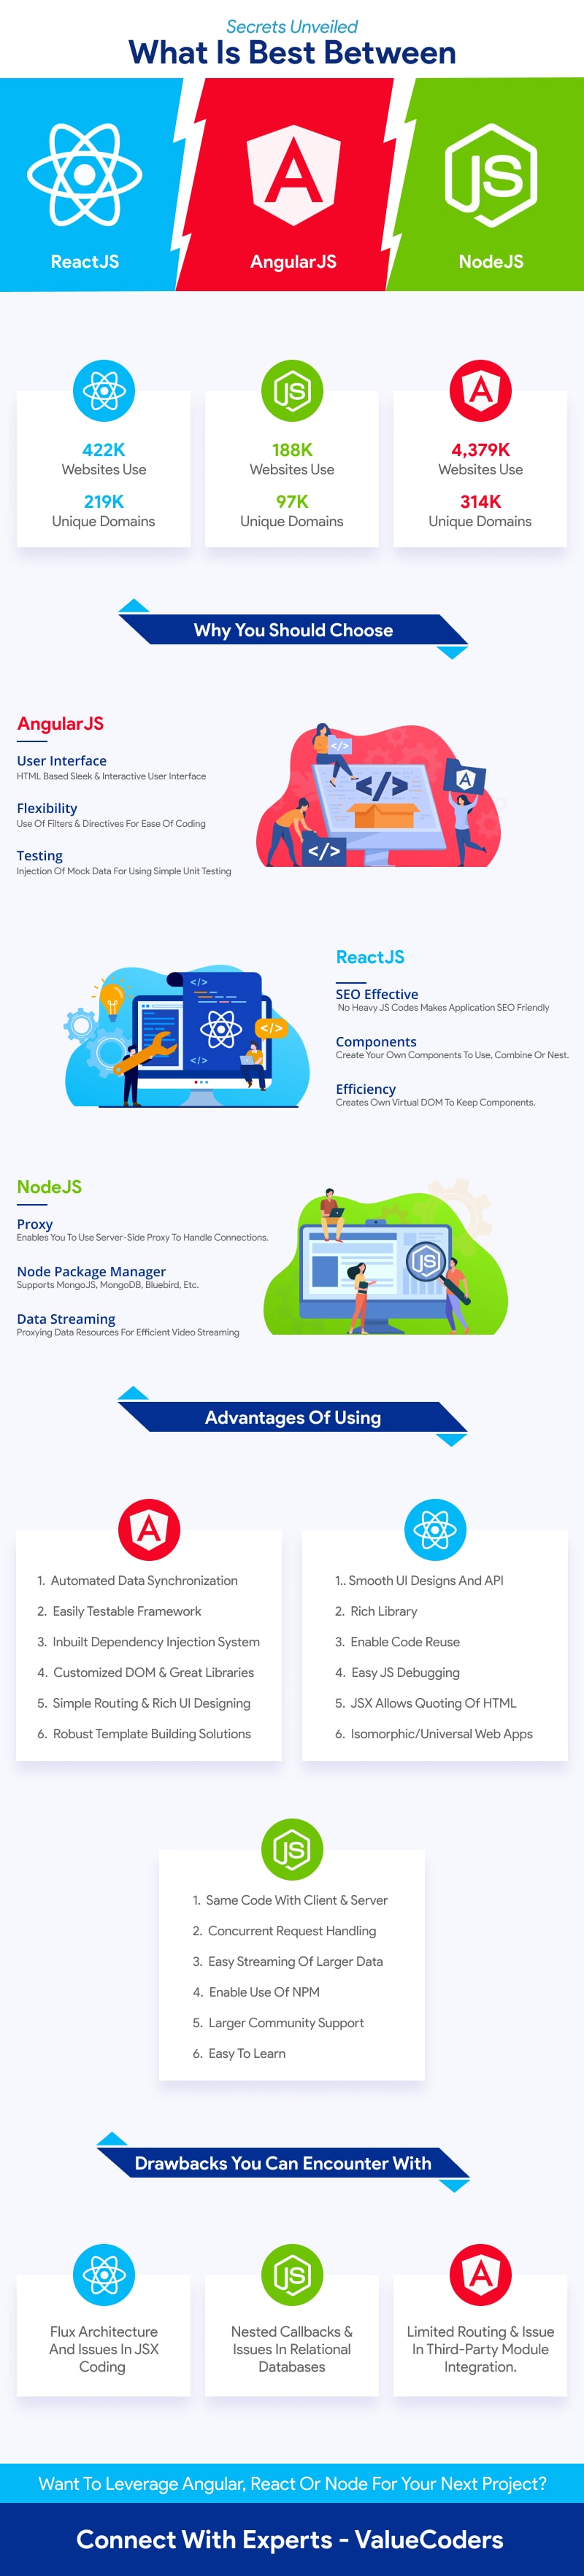 Secrets Unveiled
What Is Best Between
ReactJS
AngularJS
NodeJS
422K
Websites Use
219K
Unique Domains
188K
Websites Use
97K
Unique Domains
4,379K
Websites Use
314K
Unique Domains
Why You Should Choose
AngularJS
User Interface
HTML Based Sleek & Interactive User Interface
Flexibility
Use Of Filters & Directives For Ease Of Coding
Testing
Injection Of Mock Data For Using Simple Unit Testing
</>
</>
</>
ReactJS
SEO Effective
No Heavy JS Codes Makes Application SEO Friendly
Components
Create Your Own Components To Use, Combine Or Nest.
Efficiency
Creates Own Virtual DOM To Keep Components.
</>
</>
</>
NodeJS
Proxy
Enables You To Use Server-Side Proxy To Handle Connections.
Node Package Manager
Supports MongoJS, MongoDB, Bluebird, Etc.
Data Streaming
Proxying Data Resources For Efficient Video Streaming
Advantages Of Using
1. Automated Data Synchronization
2. Easily Testable Framework
3. Inbuilt Dependency Injection System
4. Customized DOM & Great Libraries
5. Simple Routing & Rich UI Designing
6. Robust Template Building Solutions
1.. Smooth UI Designs And API
2. Rich Library
3. Enable Code Reuse
4. Easy JS Debugging
5. JSX Allows Quoting Of HTML
6. Isomorphic/Universal Web Apps
1. Same Code With Client & Server
2. Concurrent Request Handling
3. Easy Streaming Of Larger Data
4. Enable Use Of NPM
5. Larger Community Support
6. Easy To Learn
Drawbacks You Can Encounter With
Flux Architecture
And Issues In JSX
Coding
Nested Callbacks &
Issues In Relational
Databases
Limited Routing & Issue
In Third-Party Module
Integration.
Want To Leverage Angular, React Or Node For Your Next Project?
Connect With Experts - ValueCoders